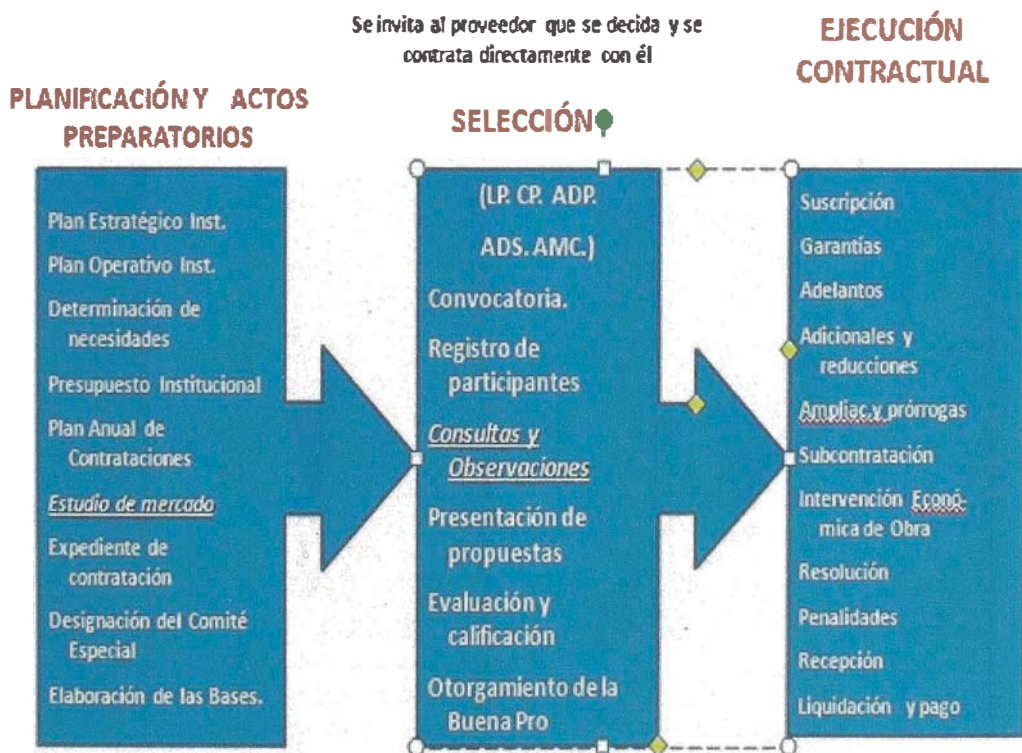 Se invita al proveedor que se decida y se
contrata directamente con él
PLANIFICACIÓN Y ACTOS
PREPARATORIOS
Plan Estratégico Inst.
Plan Operativo Inst.
Determinación de
necesidades
Presupuesto Institucional
Plan Anual de
Contrataciones
Estudio de mercado
Expediente de
contratación
Designación del Comité
Especial
Elaboración de las Bases.
SELECCIÓN
(LP. CP. ADP.
ADS. AMC.)
Convocatoria.
Registro de
participantes
Consultas y
Observaciones
Presentación de
propuestas
Evaluación y
calificación
Otorgamiento de la
Buena Pro
EJECUCIÓN
CONTRACTUAL
Suscripción
Garantías
Adelantos
Adicionales y
reducciones
Ampliac.y prórrogas
Subcontratación
Intervención Econó-
mica de Obra
Resolución
Penalidades
Recepción
Liquidación y pago